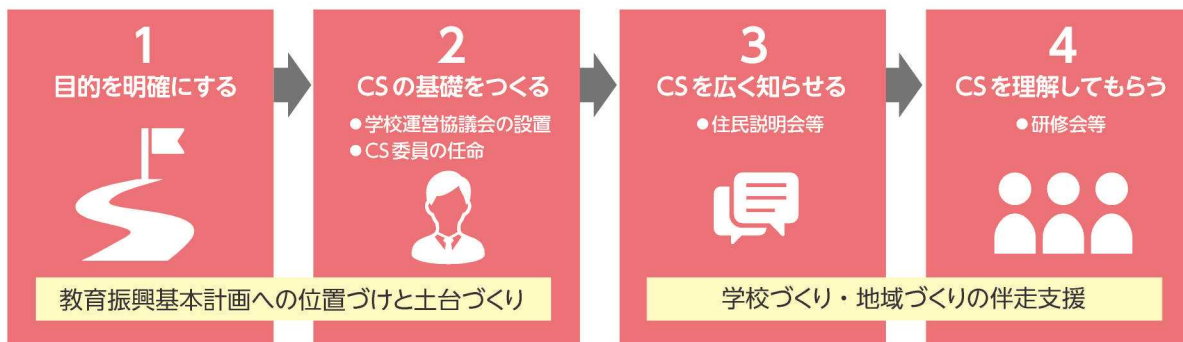 1
目的を明確にする
2
CSの基礎をつくる
●学校運営協議会の設置
●CS委員の任命
3
CSを広く知らせる
●住民説明会等
4
CSを理解してもらう
●研修会等
教育振興基本計画への位置づけと土台づくり
学校づくり・地域づくりの伴走支援